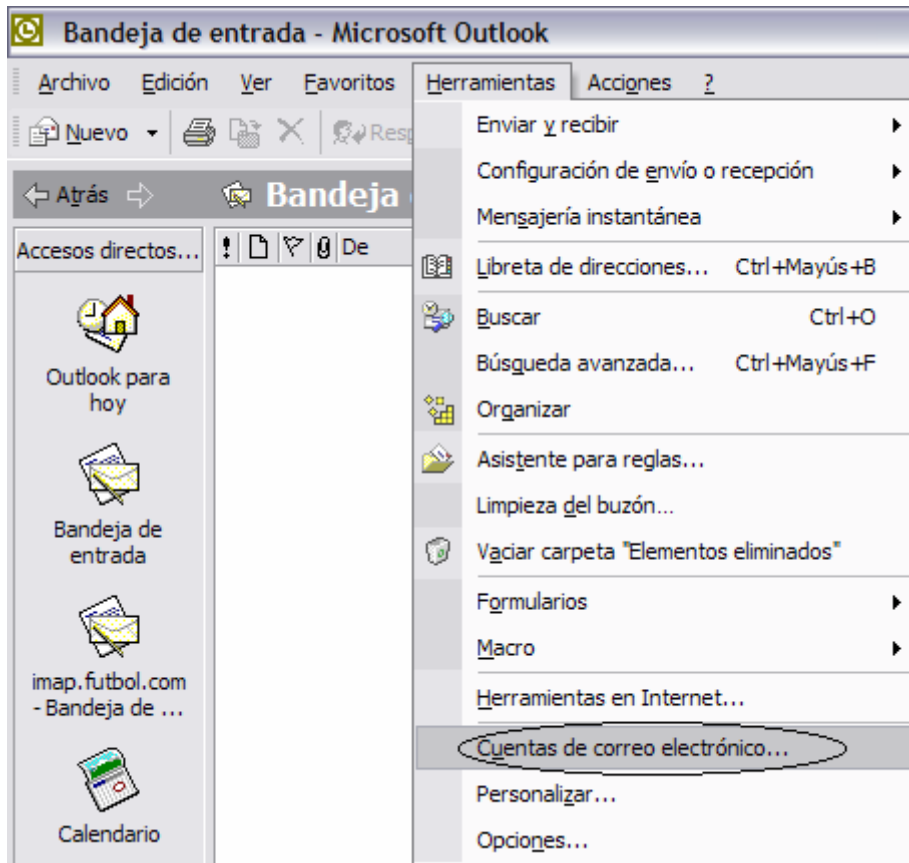 Bandeja de entrada - Microsoft Outlook
Archivo Edición Ver Favoritos Herramientas Acciones ?
Nuevo Resp
Atrás Bandeja
Accesos directos... ! De
Outlook para
hoy
Bandeja de
entrada
imap.futbol.com
- Bandeja de ...
Calendario
Enviar y recibir
Configuración de envío o recepción
Mensajería instantánea
Libreta de direcciones... Ctrl+Mayús+B
Buscar Ctrl+O
Búsqueda avanzada... Ctrl+Mayús+F
Organizar
Asistente para reglas...
Limpieza del buzón...
Vaciar carpeta "Elementos eliminados"
Formularios
Macro
Herramientas en Internet...
Cuentas de correo electrónico...
Personalizar...
Opciones...